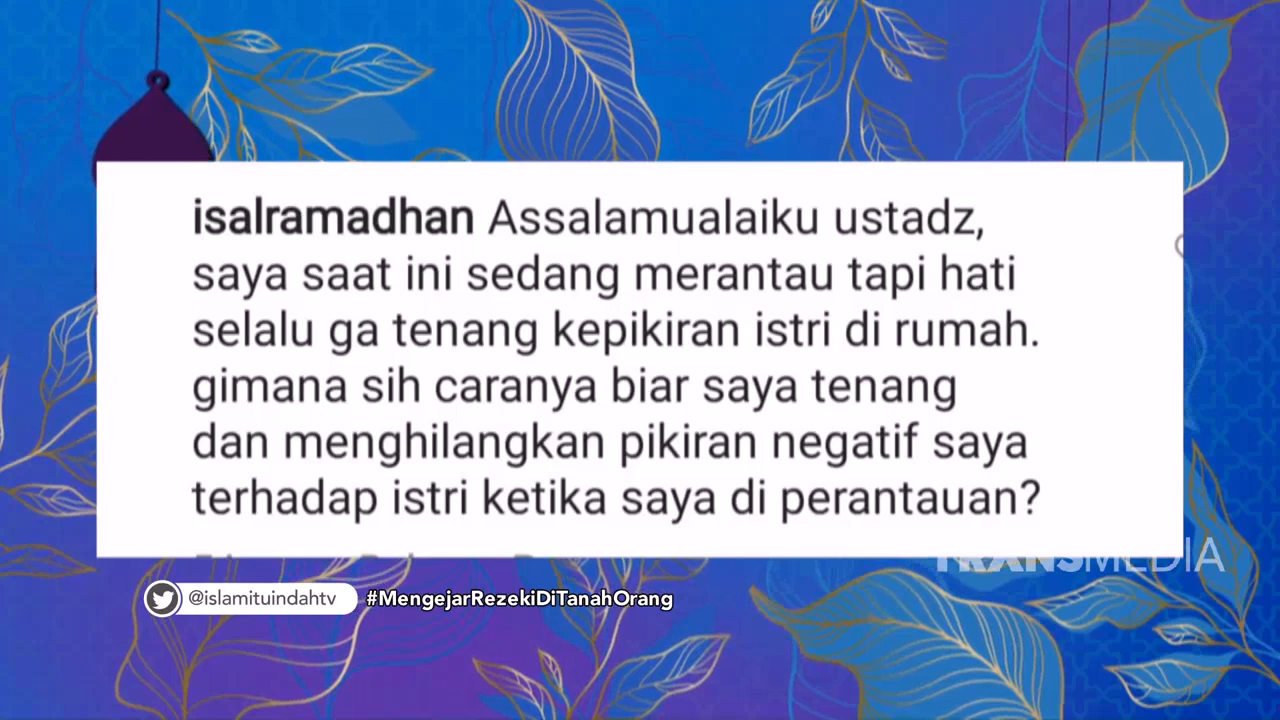 isalramadhan Assalamualaiku ustadz,
saya saat ini sedang merantau tapi hati
selalu ga tenang kepikiran istri di rumah.
gimana sih caranya biar saya tenang
dan menghilangkan pikiran negatif saya
terhadap istri ketika saya di perantauan?
TRANSMEDIA
@islamituindahtv #MengejarRezekiDiTanahOrang